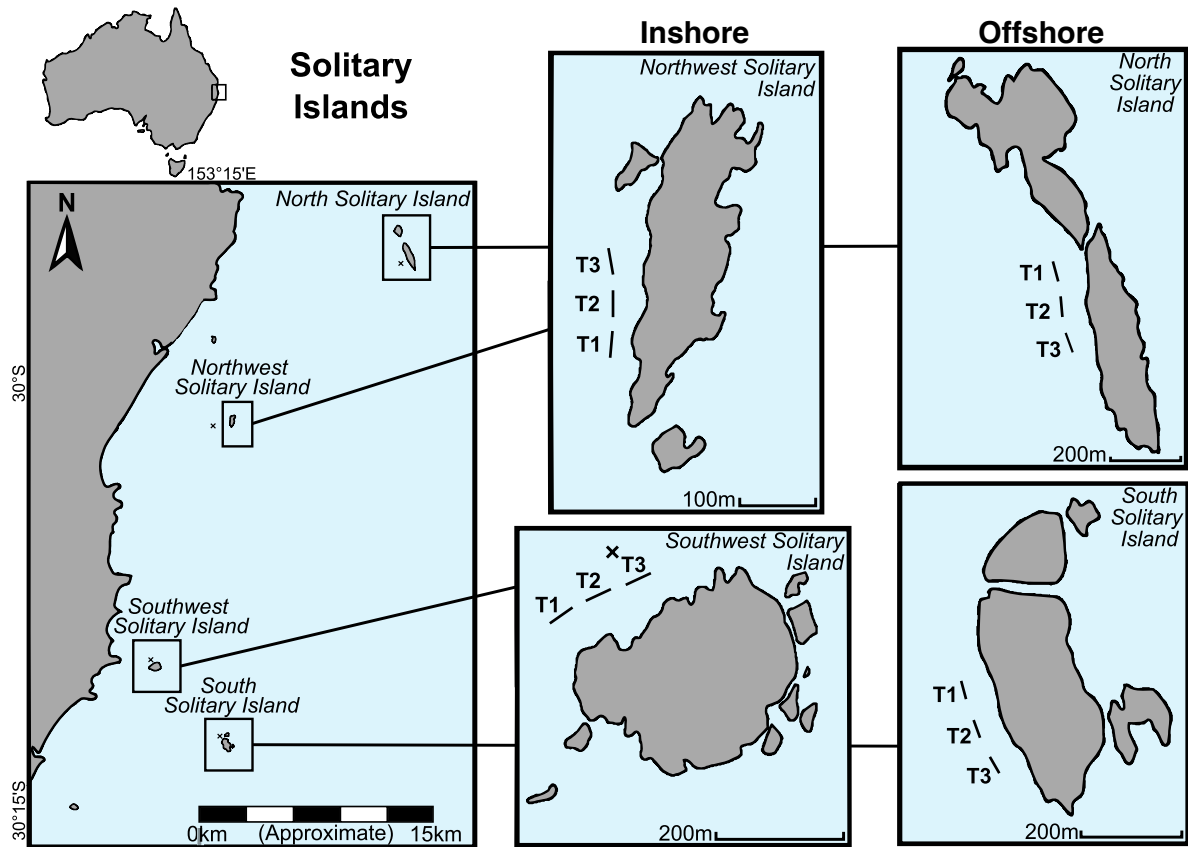 Solitary
Islands
153°15'E
N
30°S
30°15'S
North Solitary Island
Northwest
Solitary Island
Southwest
Solitary Island
South
Solitary Island
0km
(Approximate)
15km
Inshore
Northwest Solitary
Island
T3
T2
T1
100m
Southwest Solitary
Island
T3
T2
T1
200m
Offshore
North
Solitary
Island
T1
T2
T3
200m
South
Solitary
Island
T1
T2
T3
200m